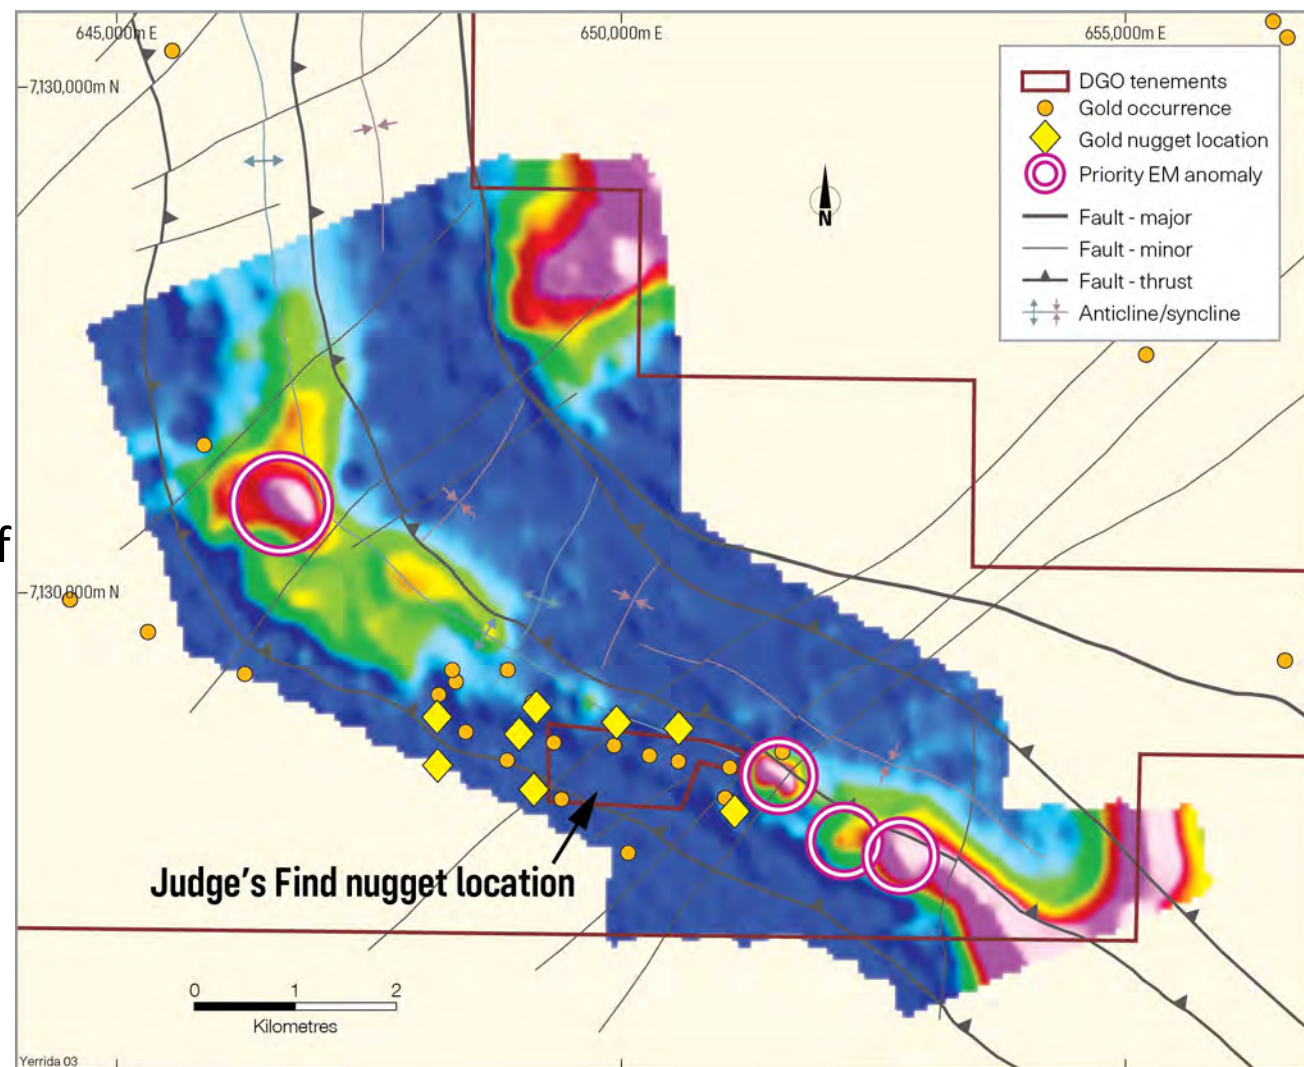 645,000m E
650,000m E
655,000m E
7,130,000m N
DGO tenements
Gold occurrence
Gold nugget location
Priority EM anomaly
Fault - major
Fault - minor
Fault - thrust
Anticline/syncline
N
f
7,130,000m N
Judge's Find nugget location
0 1 2
Kilometres
Yerrida 03